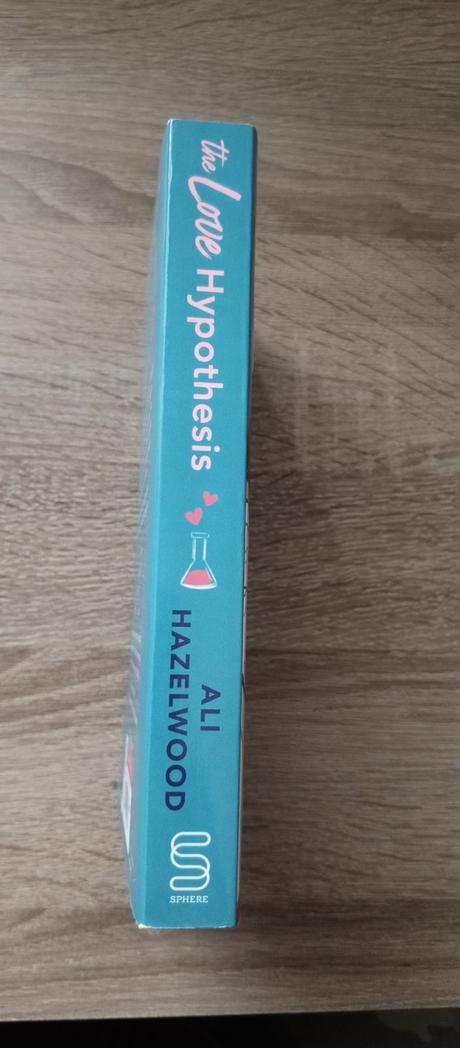 the Love Hypothesis
ALI
HAZELWOOD
SPHERE